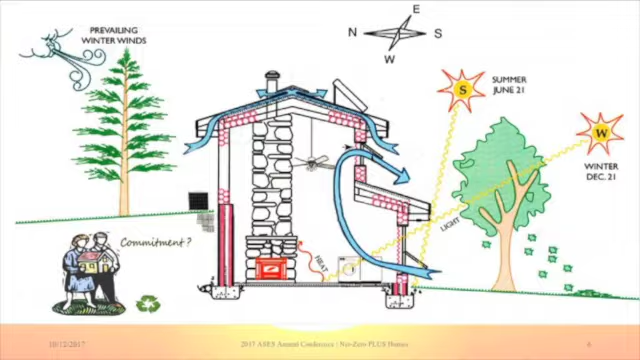 PREVAILING
WINTER WINDS
E
N
S
W
S
SUMMER
JUNE 21
W
WINTER
DEC. 21
LIGHT
HEAT
Commitment ?
10/12/2017
2017 ASES Annual Conference | Net-Zero PLUS Homes
6